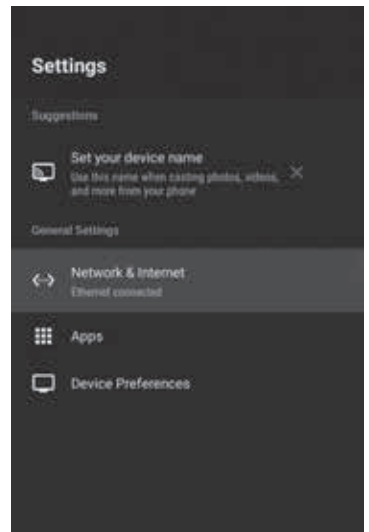 Settings
Suggestions
Set your device name
Use this name when casting photos, videos,
and more from your phone
General Settings
Network & Internet
Ethernet connected
Apps
Device Preferences